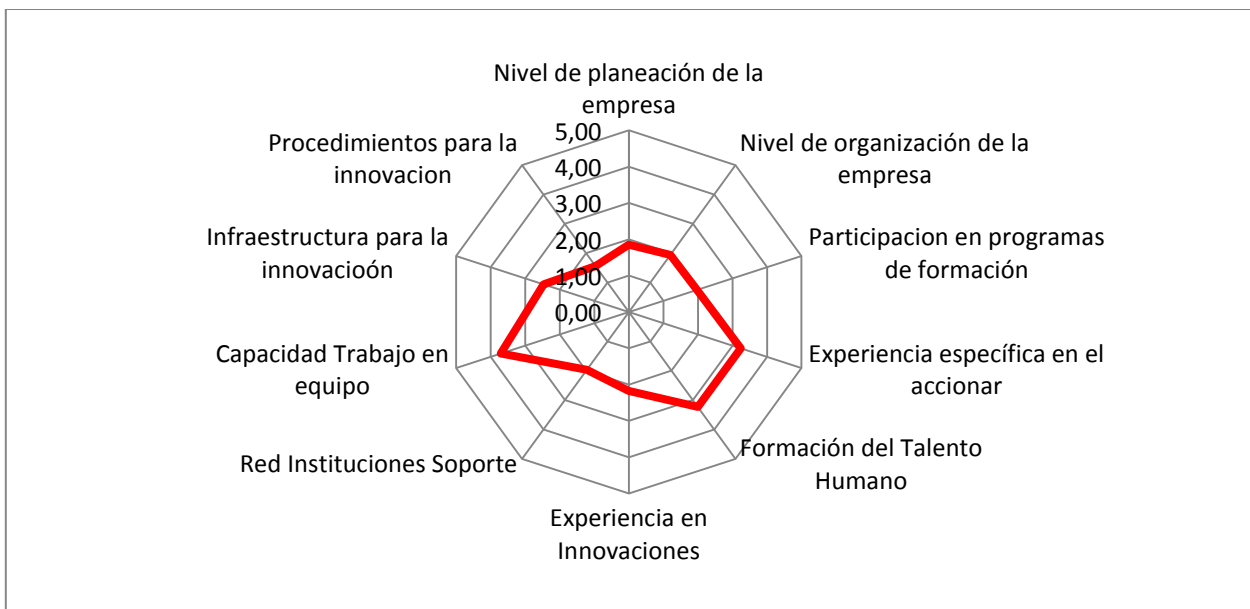 Nivel de planeación de la
empresa
Nivel de organización de la
empresa
Participacion en programas
de formación
Experiencia específica en el
accionar
Formación del Talento
Humano
Experiencia en
Innovaciones
Red Instituciones Soporte
Capacidad Trabajo en
equipo
Infraestructura para la
innovacioón
Procedimientos para la
innovacion
5,00
4,00
3,00
2,00
1,00
0,00